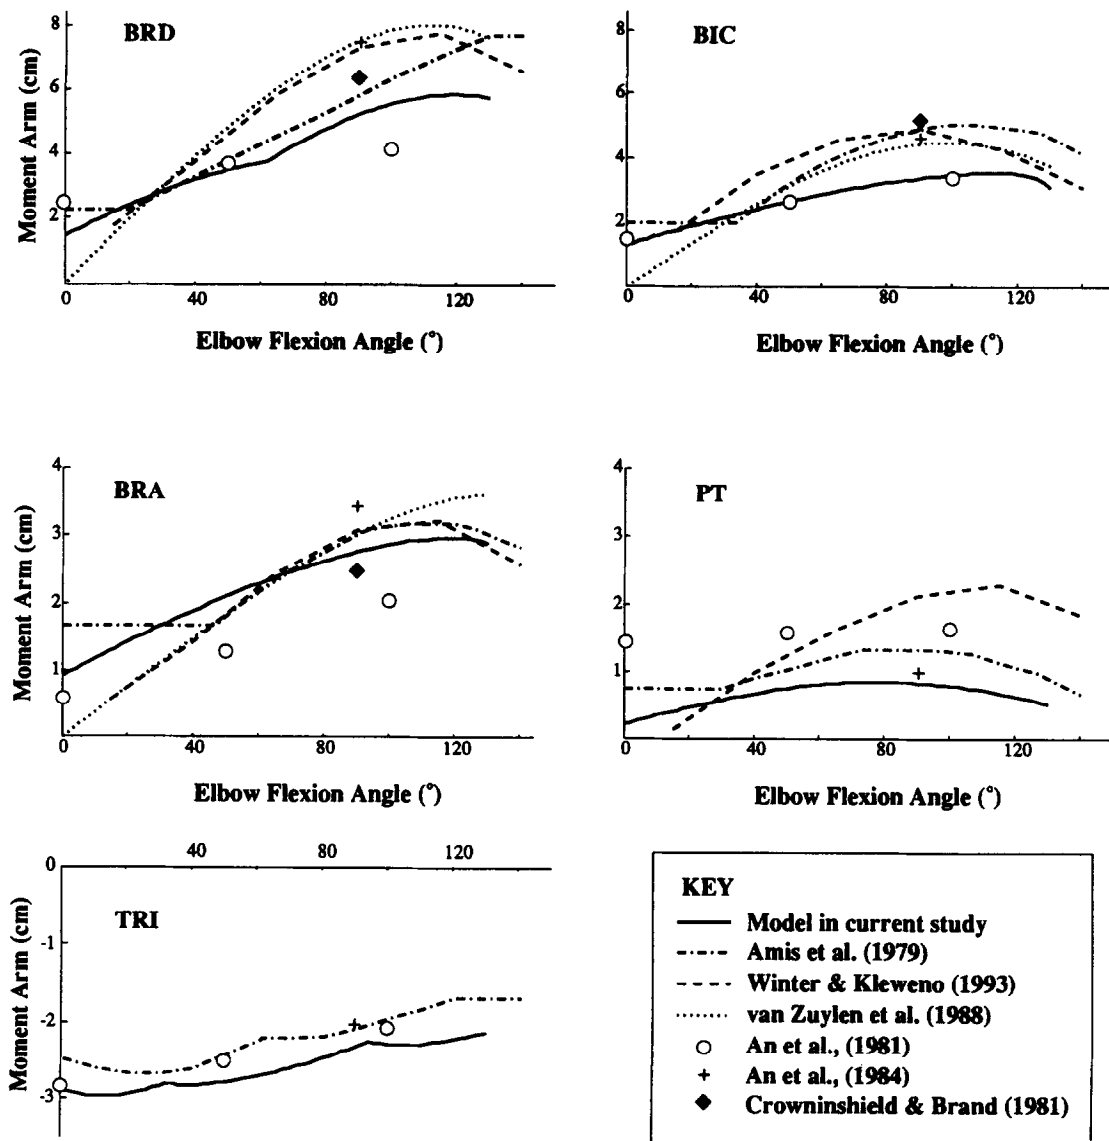 BRD
Moment Arm (cm)
8
6
4
2
0 40 80 120
Elbow Flexion Angle (°)
BIC
8
6
4
2
0 40 80 120
Elbow Flexion Angle (°)
BRA
Moment Arm (cm)
4
3
2
1
0 40 80 120
Elbow Flexion Angle (°)
PT
4
3
2
1
0 40 80 120
Elbow Flexion Angle (°)
TRI
Moment Arm (cm)
40 80 120
0
-1
-2
-3
KEY
Model in current study
Amis et al. (1979)
Winter & Kleweno (1993)
van Zuylen et al. (1988)
An et al., (1981)
An et al., (1984)
Crowninshield & Brand (1981)